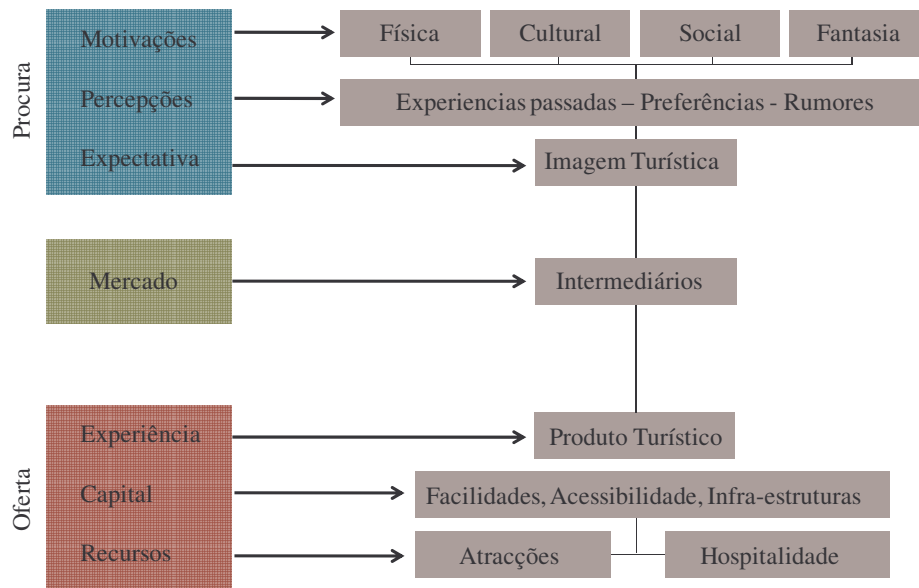 Procura
Motivações
Física
Cultural
Social
Fantasia
Percepções
Experiencias passadas – Preferências - Rumores
Expectativa
Imagem Turística
Mercado
Intermediários
Oferta
Experiência
Produto Turístico
Capital
Facilidades, Acessibilidade, Infra-estruturas
Recursos
Atracções
Hospitalidade